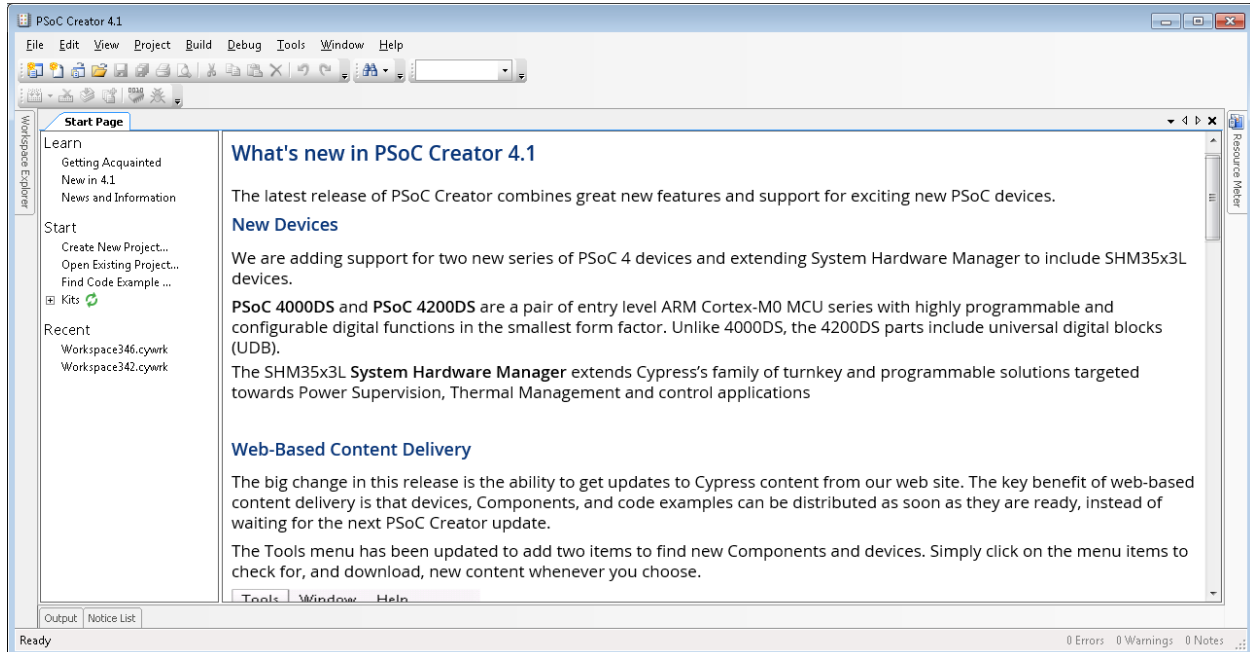 PSoC Creator 4.1
File Edit View Project Build Debug Tools Window Help
Workspace Explorer
Start Page
Resource Meter
Learn
Getting Acquainted
New in 4.1
News and Information
Start
Create New Project...
Open Existing Project...
Find Code Example ...
Kits
Recent
Workspace346.cywrk
Workspace342.cywrk
What's new in PSoC Creator 4.1
The latest release of PSoC Creator combines great new features and support for exciting new PSoC devices.
New Devices
We are adding support for two new series of PSoC 4 devices and extending System Hardware Manager to include SHM35x3L
devices.
PSoC 4000DS and PSoC 4200DS are a pair of entry level ARM Cortex-M0 MCU series with highly programmable and
configurable digital functions in the smallest form factor. Unlike 4000DS, the 4200DS parts include universal digital blocks
(UDB).
The SHM35x3L System Hardware Manager extends Cypress's family of turnkey and programmable solutions targeted
towards Power Supervision, Thermal Management and control applications
Web-Based Content Delivery
The big change in this release is the ability to get updates to Cypress content from our web site. The key benefit of web-based
content delivery is that devices, Components, and code examples can be distributed as soon as they are ready, instead of
waiting for the next PSoC Creator update.
The Tools menu has been updated to add two items to find new Components and devices. Simply click on the menu items to
check for, and download, new content whenever you choose.
Tools Window Help
Output Notice List
Ready 0 Errors 0 Warnings 0 Notes